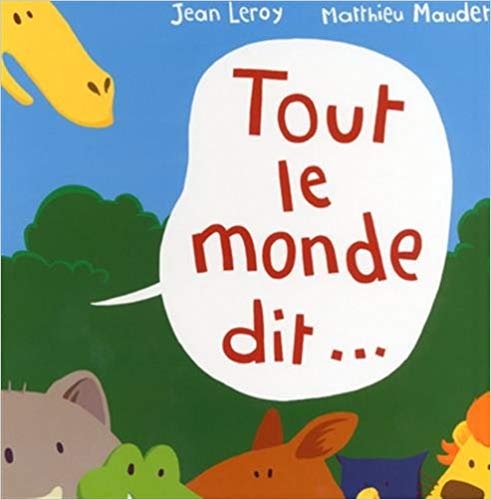 Jean Leroy Matthieu Maudet
Tout
le
monde
dit...